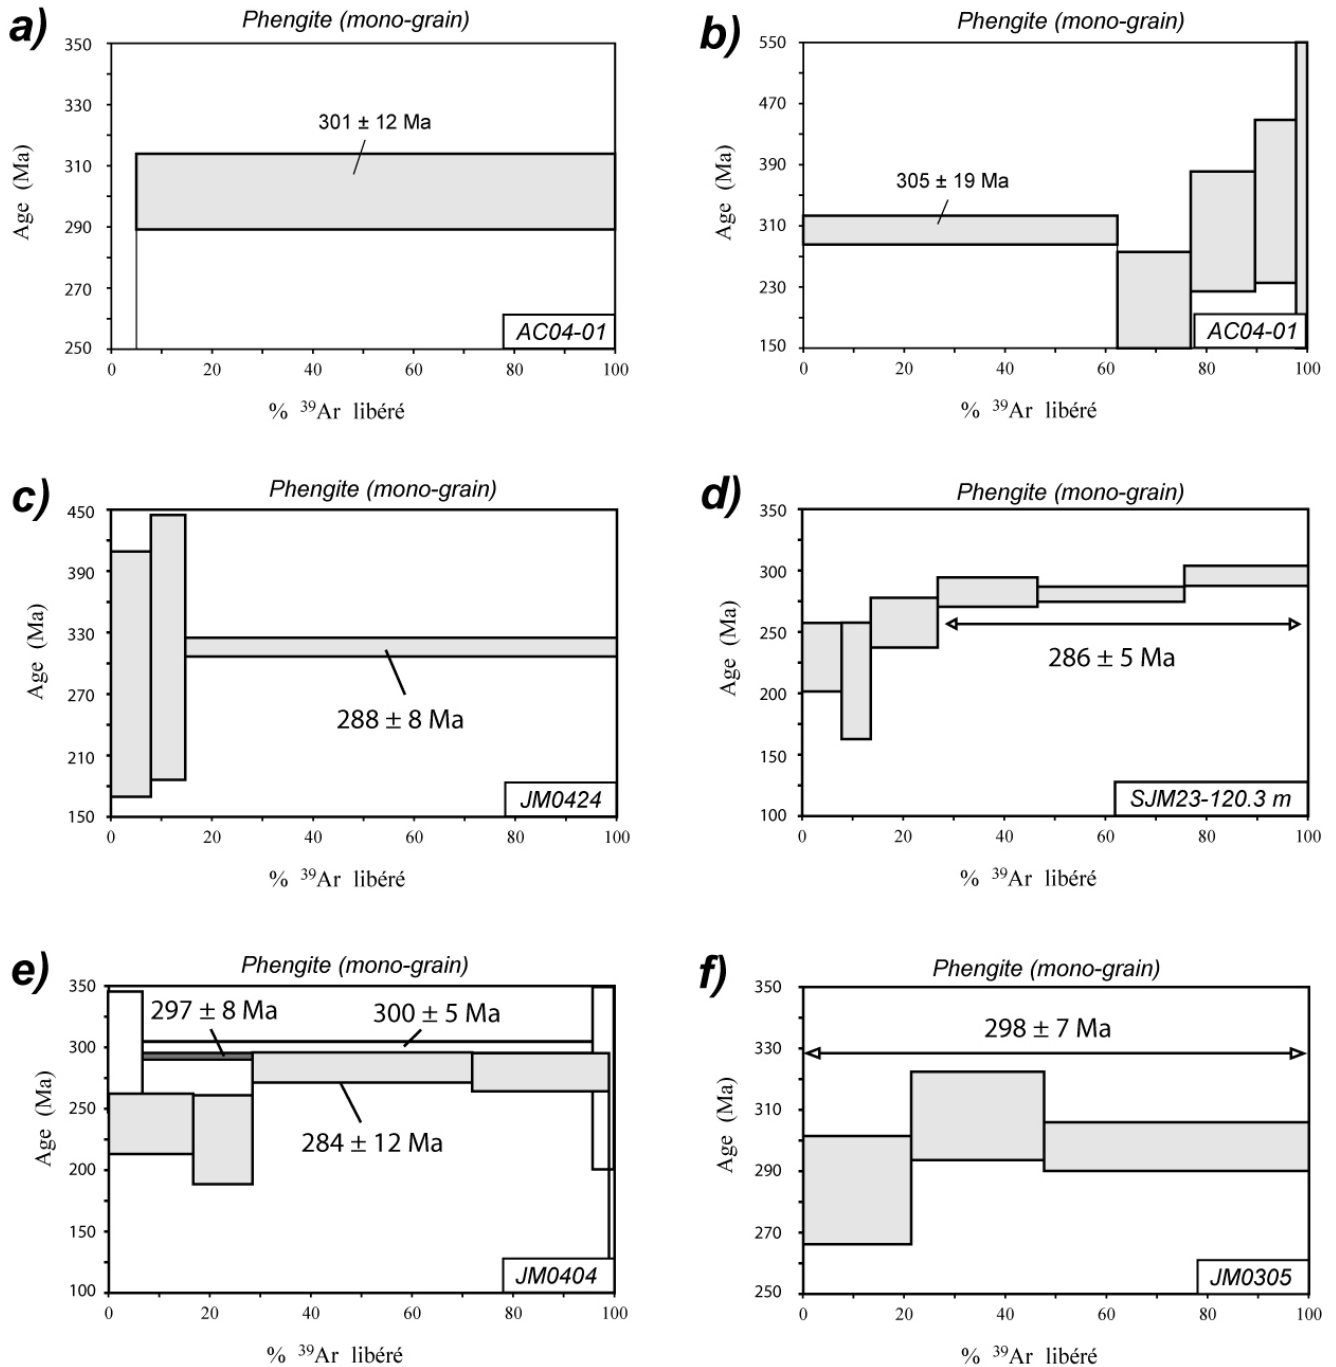 a)
Phengite (mono-grain)
350
330
310
290
270
250
Age (Ma)
301 ± 12 Ma
AC04-01
0 20 40 60 80 100
% 39Ar libéré
b)
Phengite (mono-grain)
550
470
390
310
230
150
Age (Ma)
305 ± 19 Ma
AC04-01
0 20 40 60 80 100
% 39Ar libéré
c)
Phengite (mono-grain)
450
390
330
270
210
150
Age (Ma)
288 ± 8 Ma
JM0424
0 20 40 60 80 100
% 39Ar libéré
d)
Phengite (mono-grain)
350
300
250
200
150
100
Age (Ma)
286 ± 5 Ma
SJM23-120.3 m
0 20 40 60 80 100
% 39Ar libéré
e)
Phengite (mono-grain)
350
300
250
200
150
100
Age (Ma)
297 ± 8 Ma
300 ± 5 Ma
284 ± 12 Ma
JM0404
0 20 40 60 80 100
% 39Ar libéré
f)
Phengite (mono-grain)
350
330
310
290
270
250
Age (Ma)
298 ± 7 Ma
JM0305
0 20 40 60 80 100
% 39Ar libéré